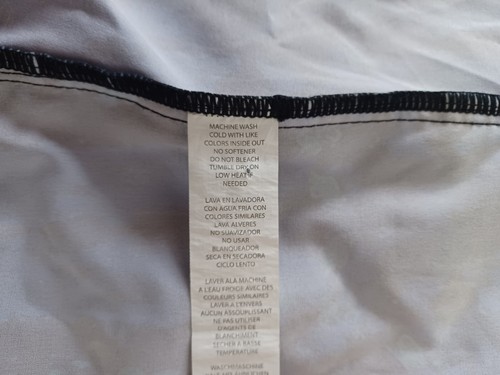 MACHINE WASH
COLD WITH LIKE
COLORS INSIDE OUT
NO SOFTENER
DO NOT BLEACH
TUMBLE DRY ON
LOW HEAT
NEEDED
LAVA EN LAVADORA
CON AGUA FRIA CON
COLORES SIMILARES
LAVA ALVERES
NO SUAVIZADOR
NO USAR
BLANQUEADOR
SECA EN SECADORA
CICLO LENTO
LAVER ALA MACHINE
A L'EAU FROIDE AVEC DES
COULEURS SIMILAIRES
LAVER A L'ENVERS
AUCUN ASSOUPLISSANT
NE PAS UTILISER
D'AGENTS DE
BLANCHIMENT
SECHER A BASSE
TEMPERATURE